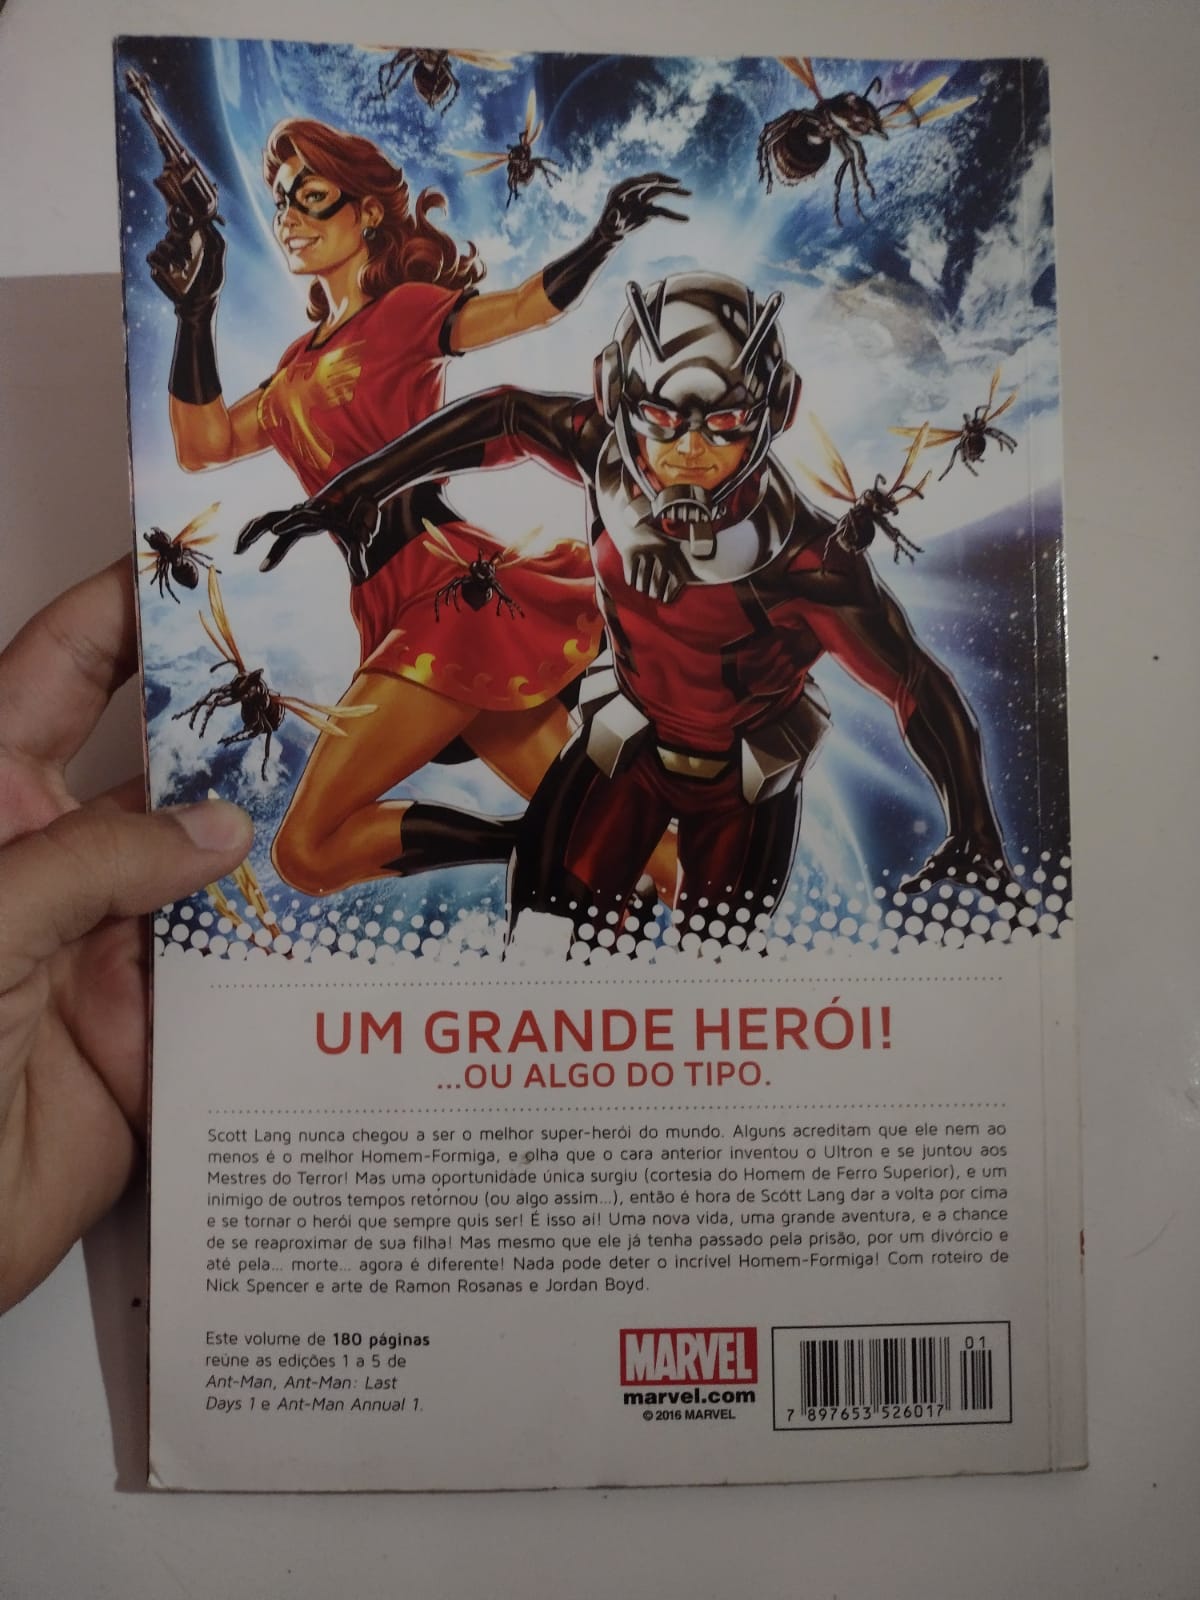 UM GRANDE HERÓI!
...OU ALGO DO TIPO.
Scott Lang nunca chegou a ser o melhor super-herói do mundo. Alguns acreditam que ele nem ao
menos é o melhor Homem-Formiga, e olha que o cara anterior inventou o Ultron e se juntou aos
Mestres do Terror! Mas uma oportunidade única surgiu (cortesia do Homem de Ferro Superior), e um
inimigo de outros tempos retornou (ou algo assim...), então é hora de Scott Lang dar a volta por cima
e se tornar o herói que sempre quis ser! É isso aí! Uma nova vida, uma grande aventura, e a chance
de se reaproximar de sua filha! Mas mesmo que ele já tenha passado pela prisão, por um divórcio e
até pela... morte... agora é diferente! Nada pode deter o incrível Homem-Formiga! Com roteiro de
Nick Spencer e arte de Ramon Rosanas e Jordan Boyd.
Este volume de 180 páginas
reúne as edições 1 a 5 de
Ant-Man, Ant-Man: Last
Days 1 e Ant-Man Annual 1.
MARVEL
marvel.com
© 2016 MARVEL
01
7 897653 526017